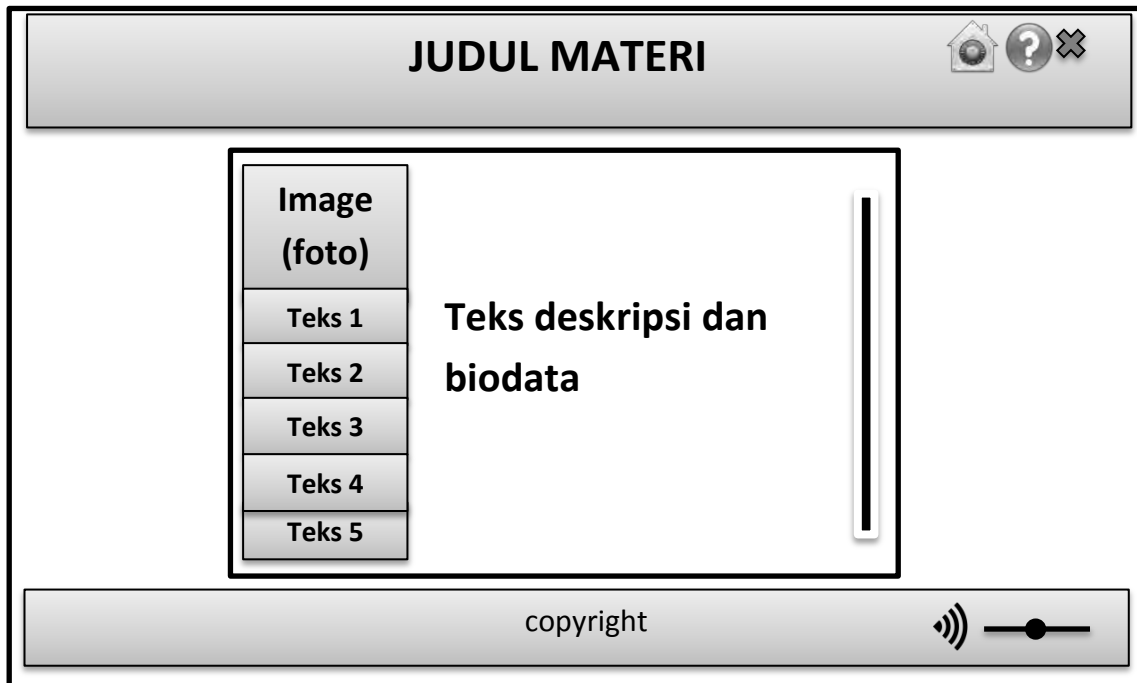 JUDUL MATERI
Image
(foto)
Teks 1
Teks 2
Teks 3
Teks 4
Teks 5
Teks deskripsi dan
biodata
copyright